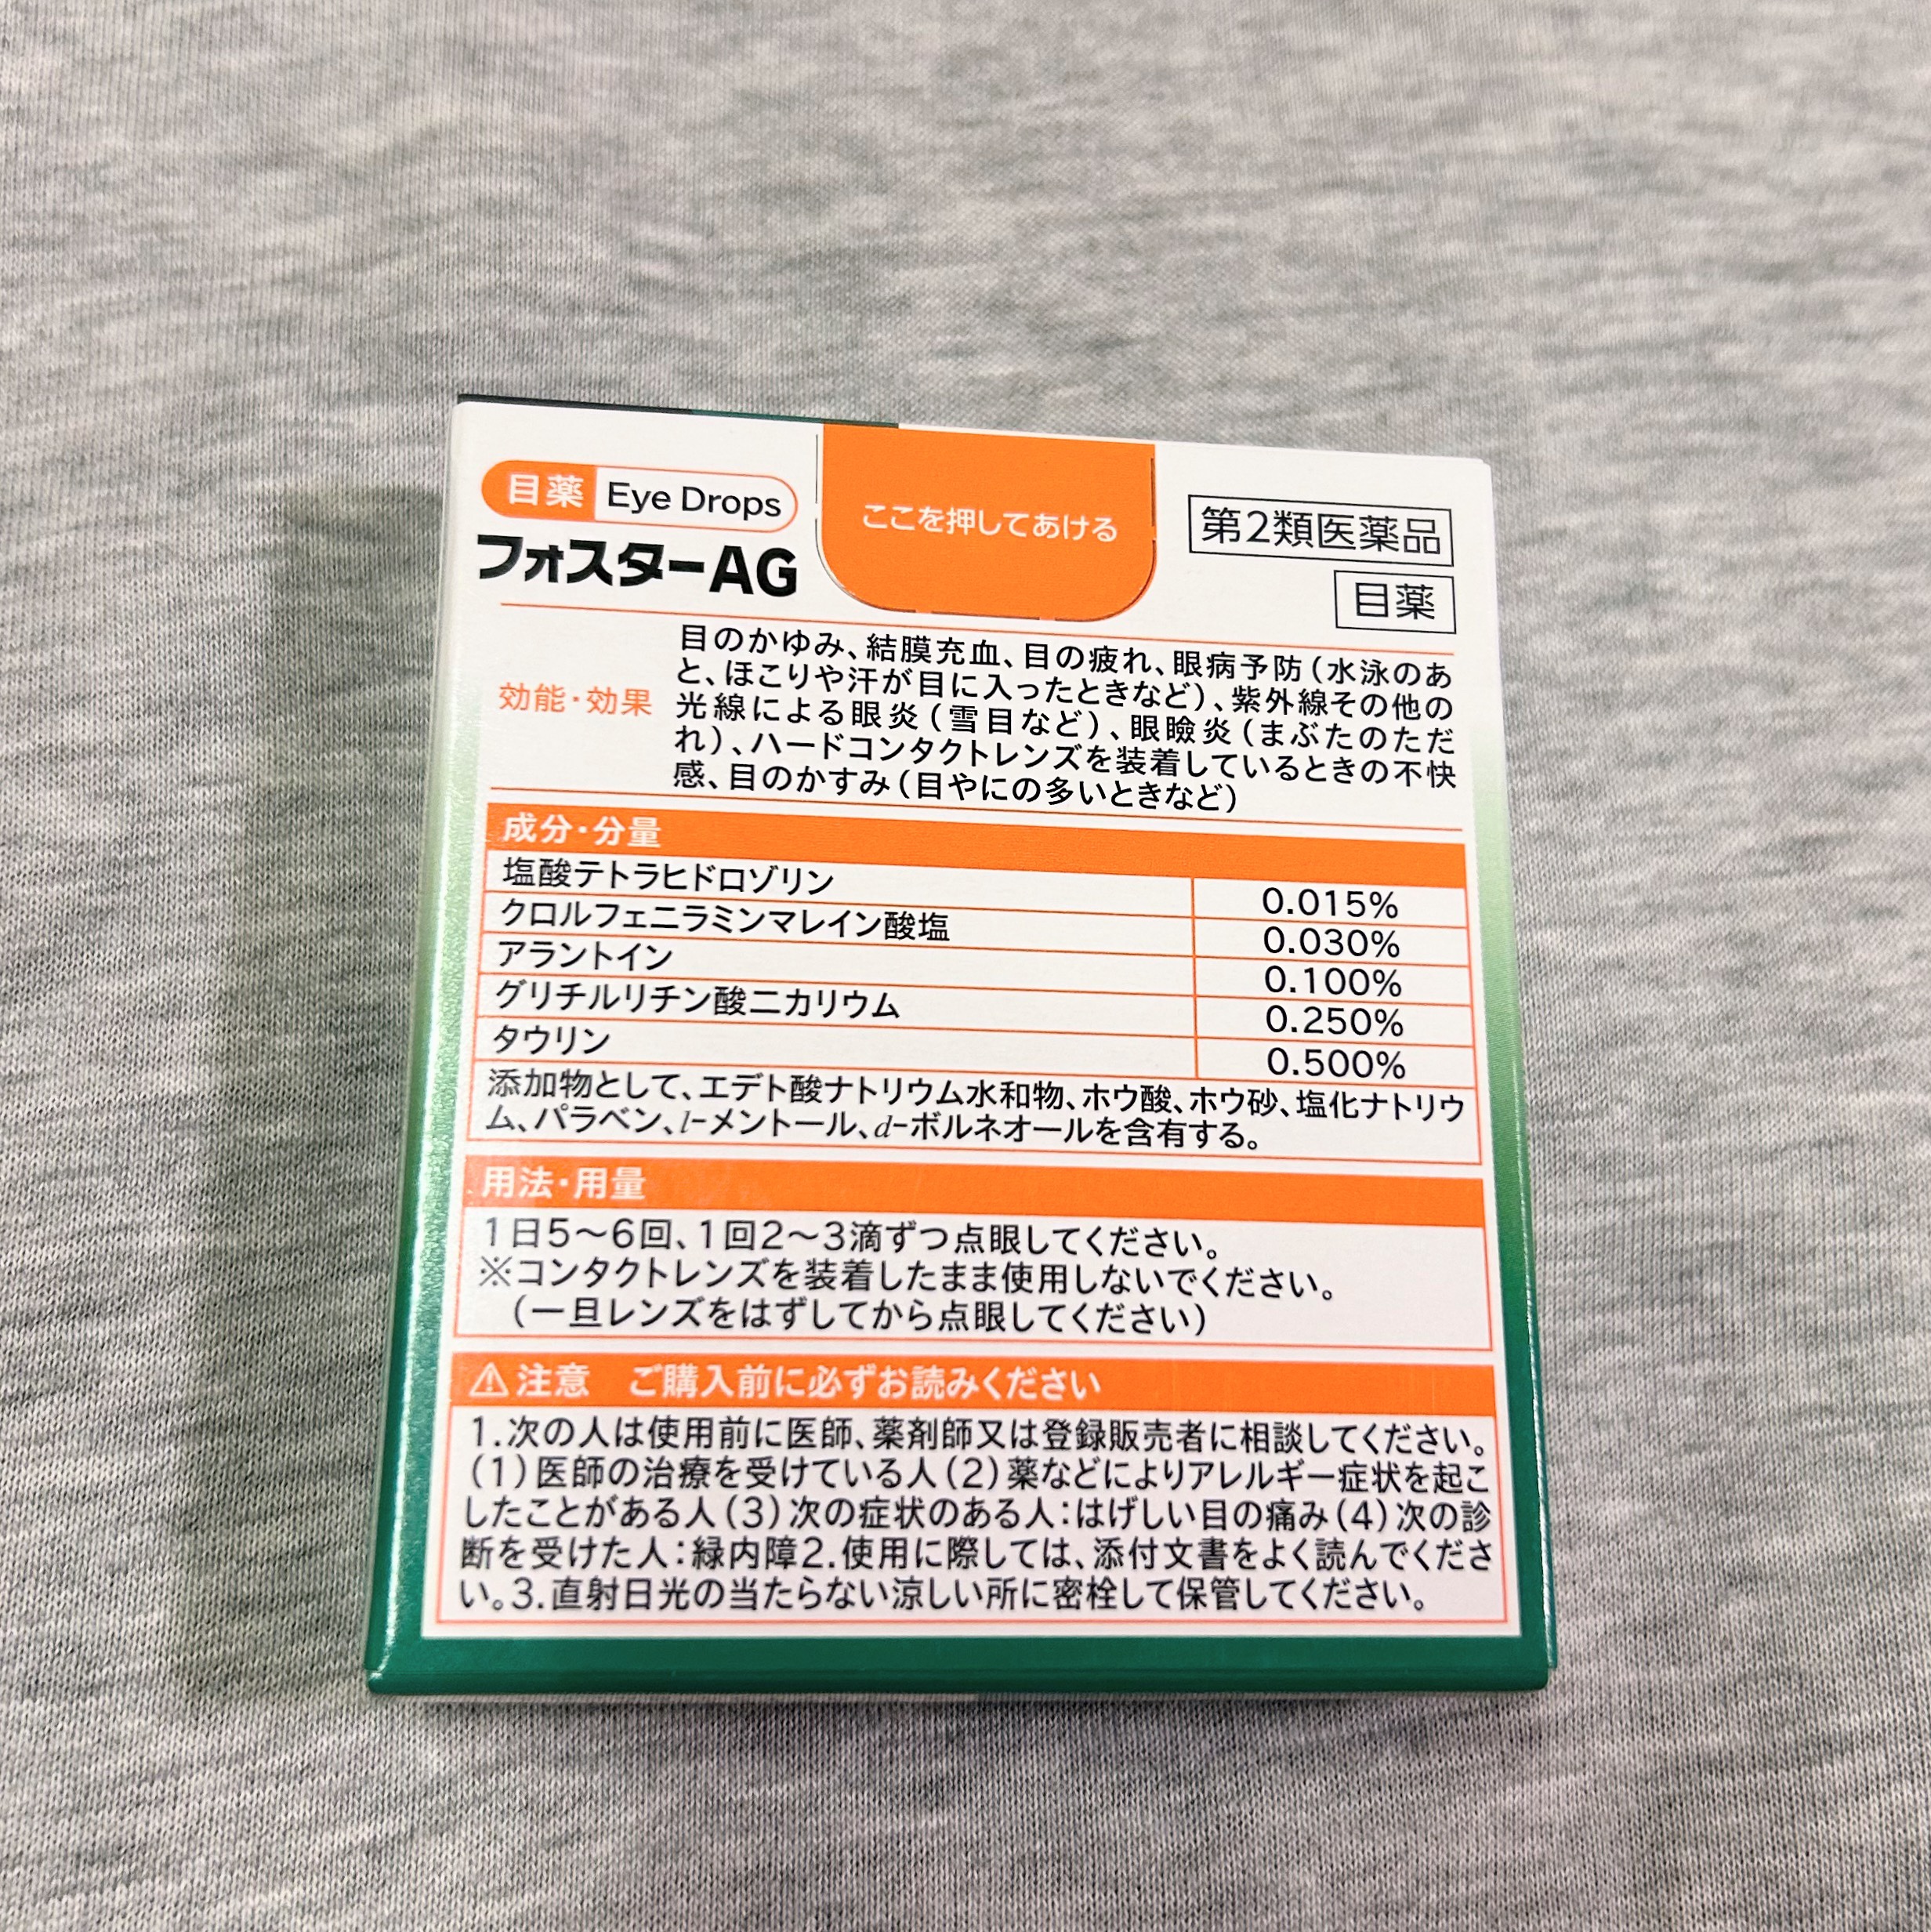 目薬 Eye Drops
フォスターAG
ここを押してあける
第2類医薬品
目薬
効能・効果
目のかゆみ、結膜充血、目の疲れ、眼病予防（水泳のあ
と、ほこりや汗が目に入ったときなど）、紫外線その他の
光線による眼炎（雪目など）、眼瞼炎（まぶたのただ
れ）、ハードコンタクトレンズを装着しているときの不快
感、目のかすみ（目やにの多いときなど）
成分・分量
塩酸テトラヒドロゾリン 0.015%
クロルフェニラミンマレイン酸塩 0.030%
アラントイン 0.100%
グリチルリチン酸二カリウム 0.250%
タウリン 0.500%
添加物として、エデト酸ナトリウム水和物、ホウ酸、ホウ砂、塩化ナトリウ
ム、パラベン、l-メントール、d-ボルネオールを含有する。
用法・用量
1日5～6回、1回2～3滴ずつ点眼してください。
※コンタクトレンズを装着したまま使用しないでください。
（一旦レンズをはずしてから点眼してください）
⚠注意 ご購入前に必ずお読みください
1.次の人は使用前に医師、薬剤師又は登録販売者に相談してください。
（1）医師の治療を受けている人（2）薬などによりアレルギー症状を起こ
したことがある人（3）次の症状のある人：はげしい目の痛み（4）次の診
断を受けた人：緑内障2.使用に際しては、添付文書をよく読んでくださ
い。3.直射日光の当たらない涼しい所に密栓して保管してください。